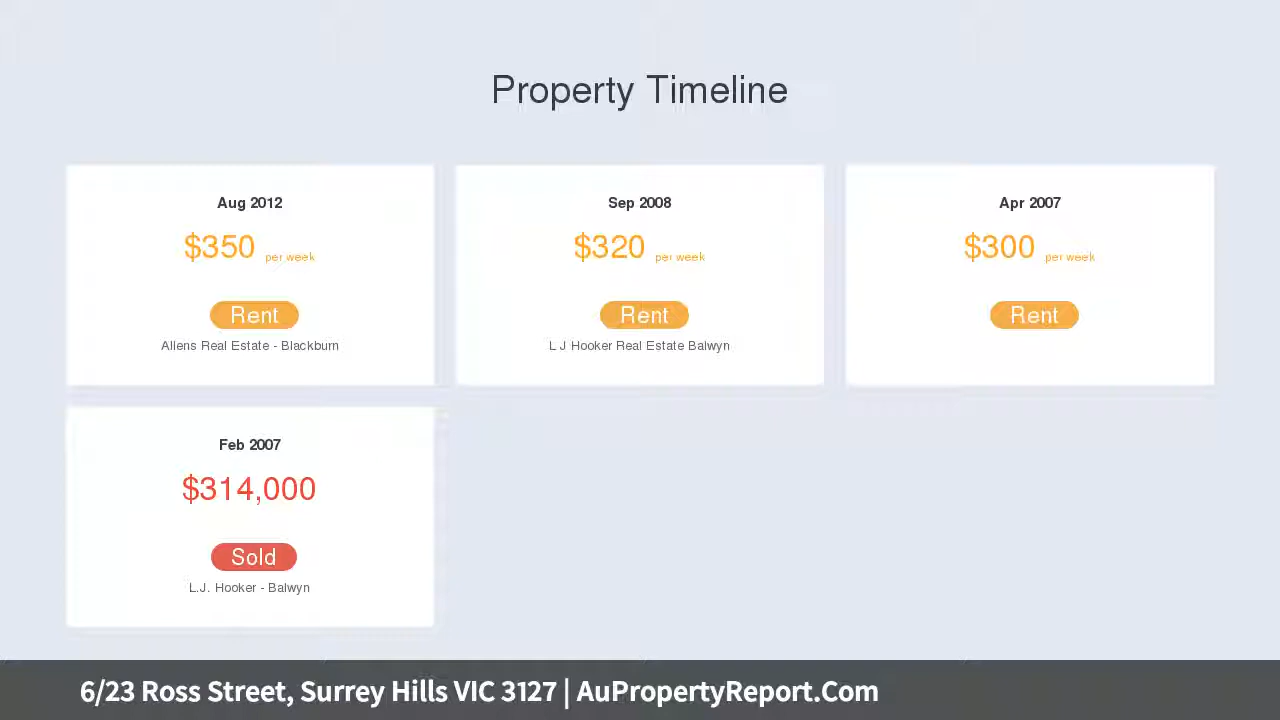 Property Timeline
Aug 2012
$350 per week
Rent
Allens Real Estate - Blackburn
Sep 2008
$320 per week
Rent
L J Hooker Real Estate Balwyn
Apr 2007
$300 per week
Rent
Feb 2007
$314,000
Sold
L.J. Hooker - Balwyn
6/23 Ross Street, Surrey Hills VIC 3127 | AuPropertyReport.Com